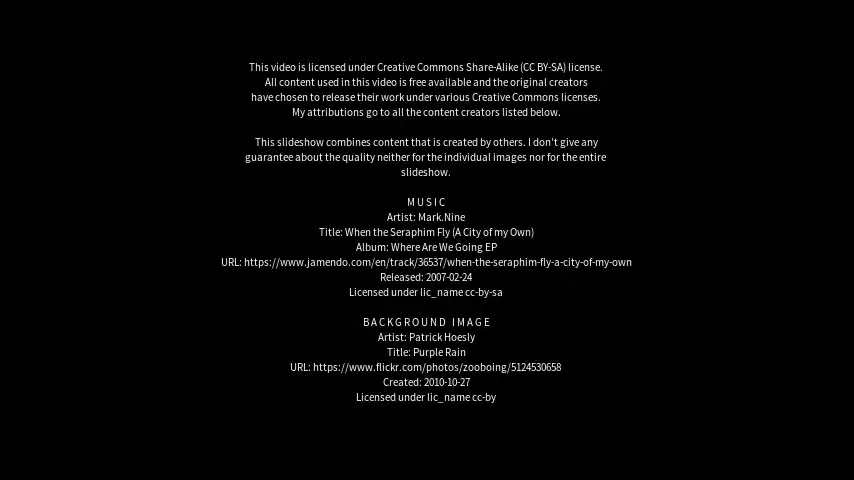 This video is licensed under Creative Commons Share-Alike (CC BY-SA) license.
All content used in this video is free available and the original creators
have chosen to release their work under various Creative Commons licenses.
My attributions go to all the content creators listed below.
This slideshow combines content that is created by others. I don't give any
guarantee about the quality neither for the individual images nor for the entire
slideshow.
MUSIC
Artist: Mark.Nine
Title: When the Seraphim Fly (A City of my Own)
Album: Where Are We Going EP
URL: https://www.jamendo.com/en/track/36537/when-the-seraphim-fly-a-city-of-my-own
Released: 2007-02-24
Licensed under lic_name cc-by-sa
BACKGROUND IMAGE
Artist: Patrick Hoesly
Title: Purple Rain
URL: https://www.flickr.com/photos/zooboing/5124530658
Created: 2010-10-27
Licensed under lic_name cc-by